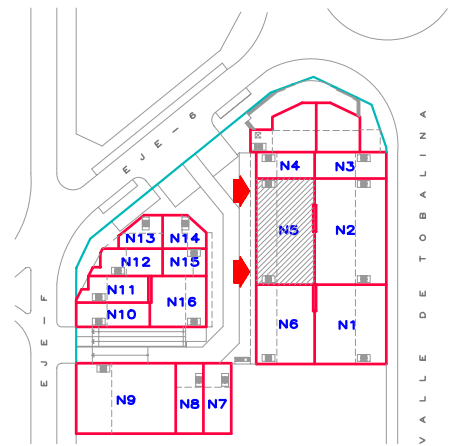 EJE-6
VALLE DE TOBALINA
N4
N3
N5
N2
N13
N14
N12
N15
N11
N16
N10
N6
N1
EJE-F
N9
N8
N7